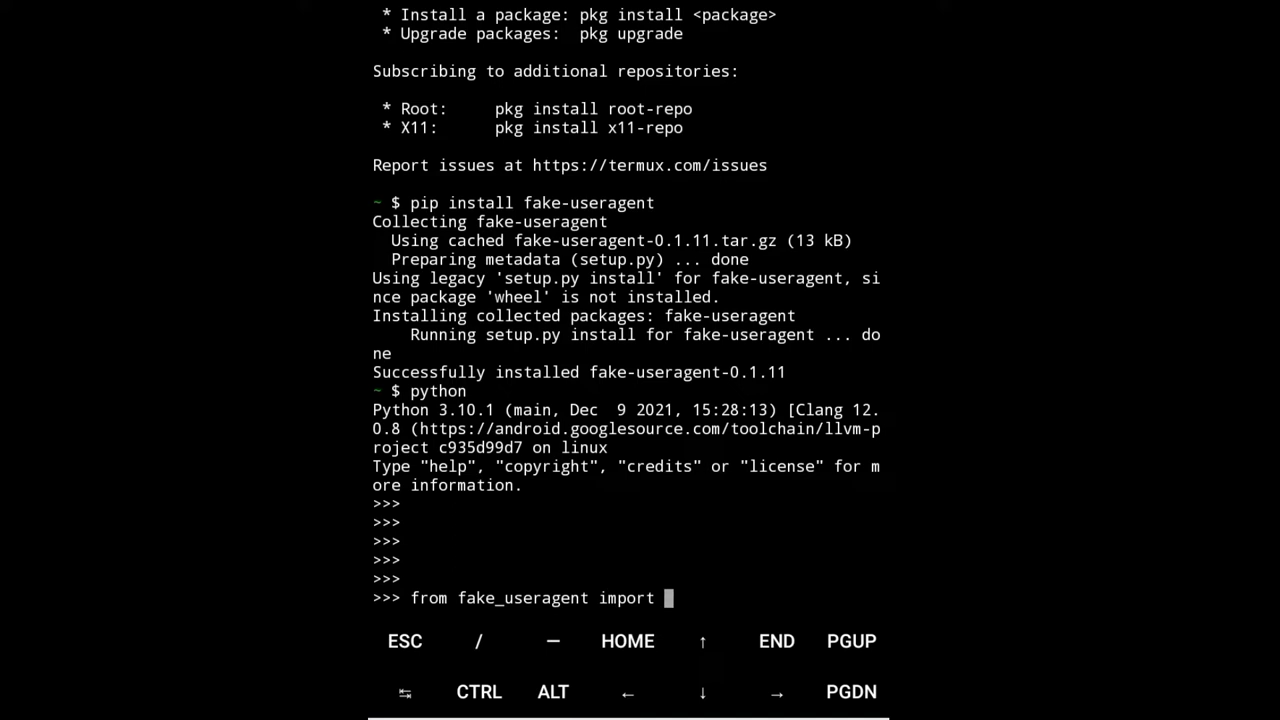 * Install a package: pkg install <package>
* Upgrade packages:  pkg upgrade
Subscribing to additional repositories:
* Root:     pkg install root-repo
* X11:      pkg install x11-repo
Report issues at https://termux.com/issues
~ $ pip install fake-useragent
Collecting fake-useragent
  Using cached fake-useragent-0.1.11.tar.gz (13 kB)
  Preparing metadata (setup.py) ... done
Using legacy 'setup.py install' for fake-useragent, si
nce package 'wheel' is not installed.
Installing collected packages: fake-useragent
    Running setup.py install for fake-useragent ... do
ne
Successfully installed fake-useragent-0.1.11
~ $ python
Python 3.10.1 (main, Dec  9 2021, 15:28:13) [Clang 12.
0.8 (https://android.googlesource.com/toolchain/llvm-p
roject c935d99d7 on linux
Type "help", "copyright", "credits" or "license" for m
ore information.
>>>
>>>
>>>
>>>
>>>
>>> from fake_useragent import
ESC / — HOME ↑ END PGUP
↹ CTRL ALT ← ↓ → PGDN